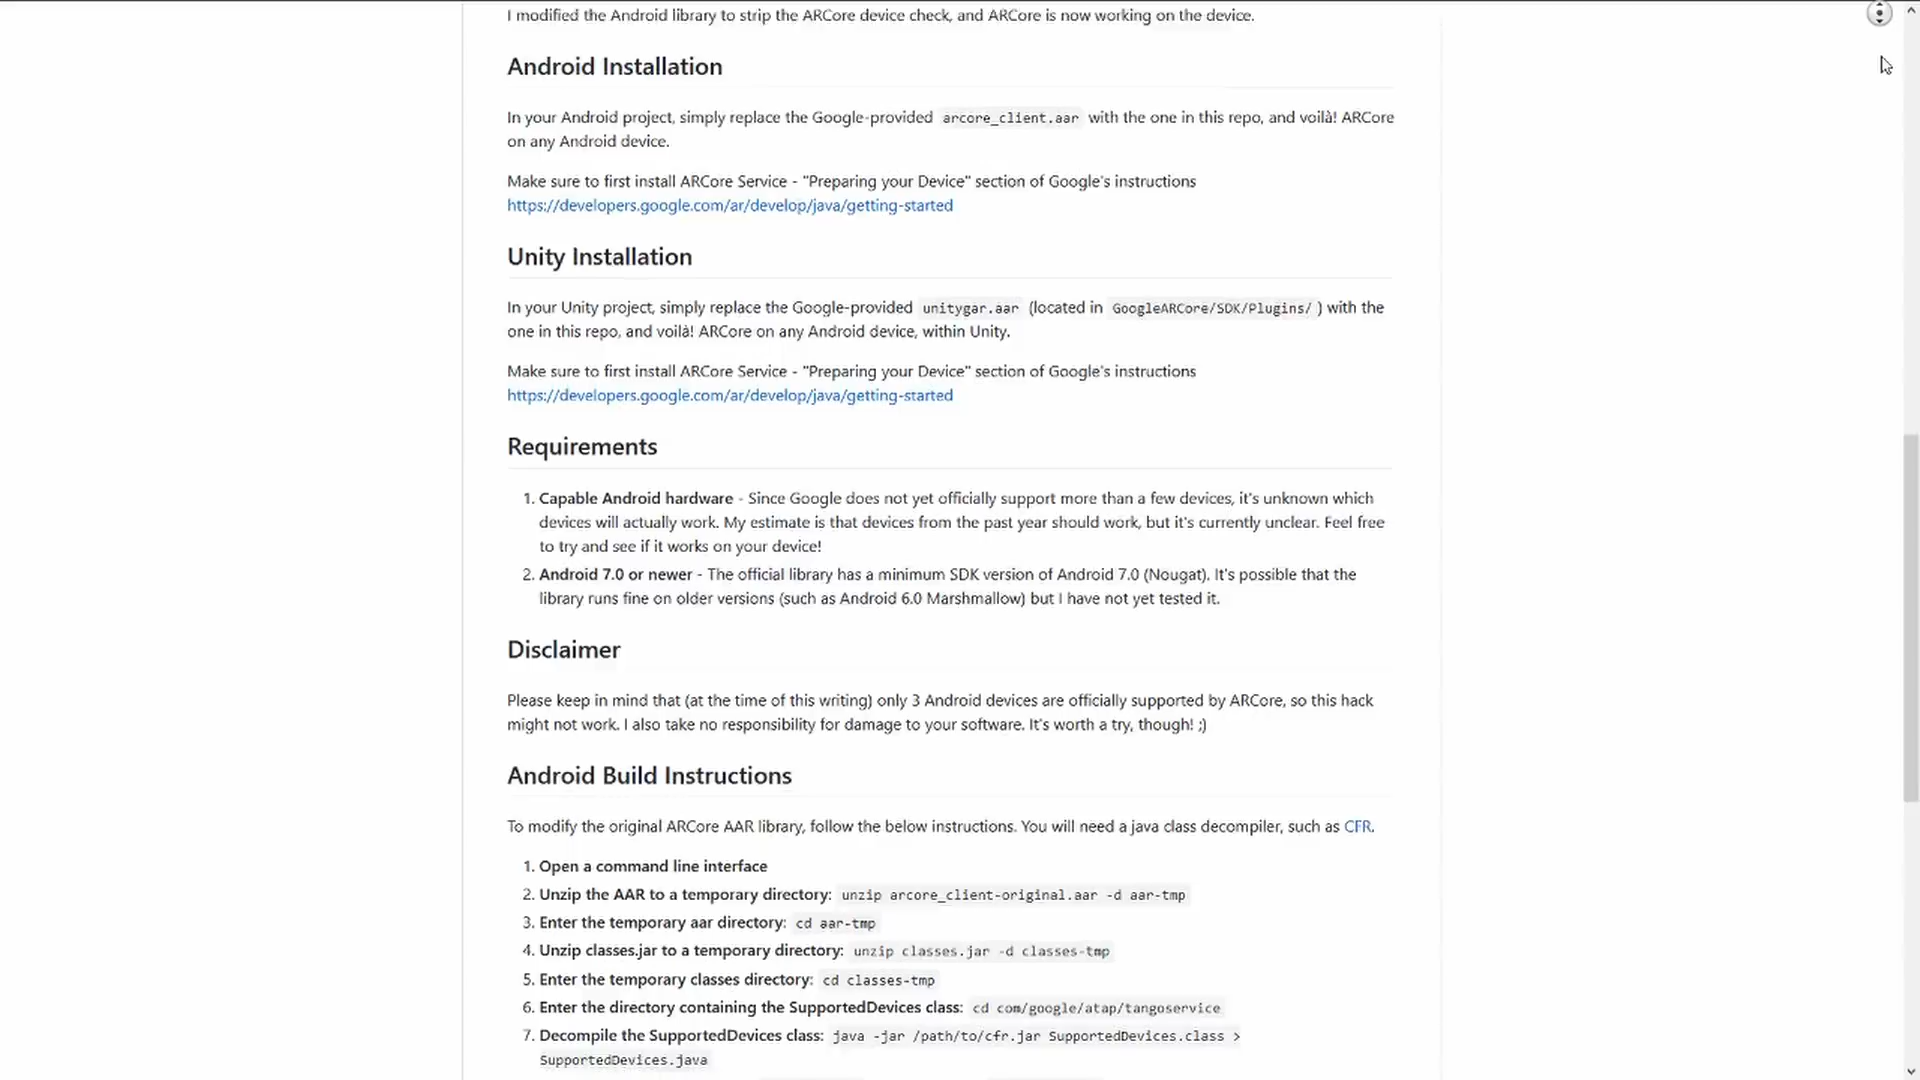 I modified the Android library to strip the ARCore device check, and ARCore is now working on the device.
Android Installation
In your Android project, simply replace the Google-provided arcore_client.aar with the one in this repo, and voilà! ARCore
on any Android device.
Make sure to first install ARCore Service - "Preparing your Device" section of Google's instructions
https://developers.google.com/ar/develop/java/getting-started
Unity Installation
In your Unity project, simply replace the Google-provided unitygar.aar (located in GoogleARCore/SDK/Plugins/ ) with the
one in this repo, and voilà! ARCore on any Android device, within Unity.
Make sure to first install ARCore Service - "Preparing your Device" section of Google's instructions
https://developers.google.com/ar/develop/java/getting-started
Requirements
1. Capable Android hardware - Since Google does not yet officially support more than a few devices, it's unknown which
devices will actually work. My estimate is that devices from the past year should work, but it's currently unclear. Feel free
to try and see if it works on your device!
2. Android 7.0 or newer - The official library has a minimum SDK version of Android 7.0 (Nougat). It's possible that the
library runs fine on older versions (such as Android 6.0 Marshmallow) but I have not yet tested it.
Disclaimer
Please keep in mind that (at the time of this writing) only 3 Android devices are officially supported by ARCore, so this hack
might not work. I also take no responsibility for damage to your software. It's worth a try, though! ;)
Android Build Instructions
To modify the original ARCore AAR library, follow the below instructions. You will need a java class decompiler, such as CFR.
1. Open a command line interface
2. Unzip the AAR to a temporary directory: unzip arcore_client-original.aar -d aar-tmp
3. Enter the temporary aar directory: cd aar-tmp
4. Unzip classes.jar to a temporary directory: unzip classes.jar -d classes-tmp
5. Enter the temporary classes directory: cd classes-tmp
6. Enter the directory containing the SupportedDevices class: cd com/google/atap/tangoservice
7. Decompile the SupportedDevices class: java -jar /path/to/cfr.jar SupportedDevices.class >
SupportedDevices.java